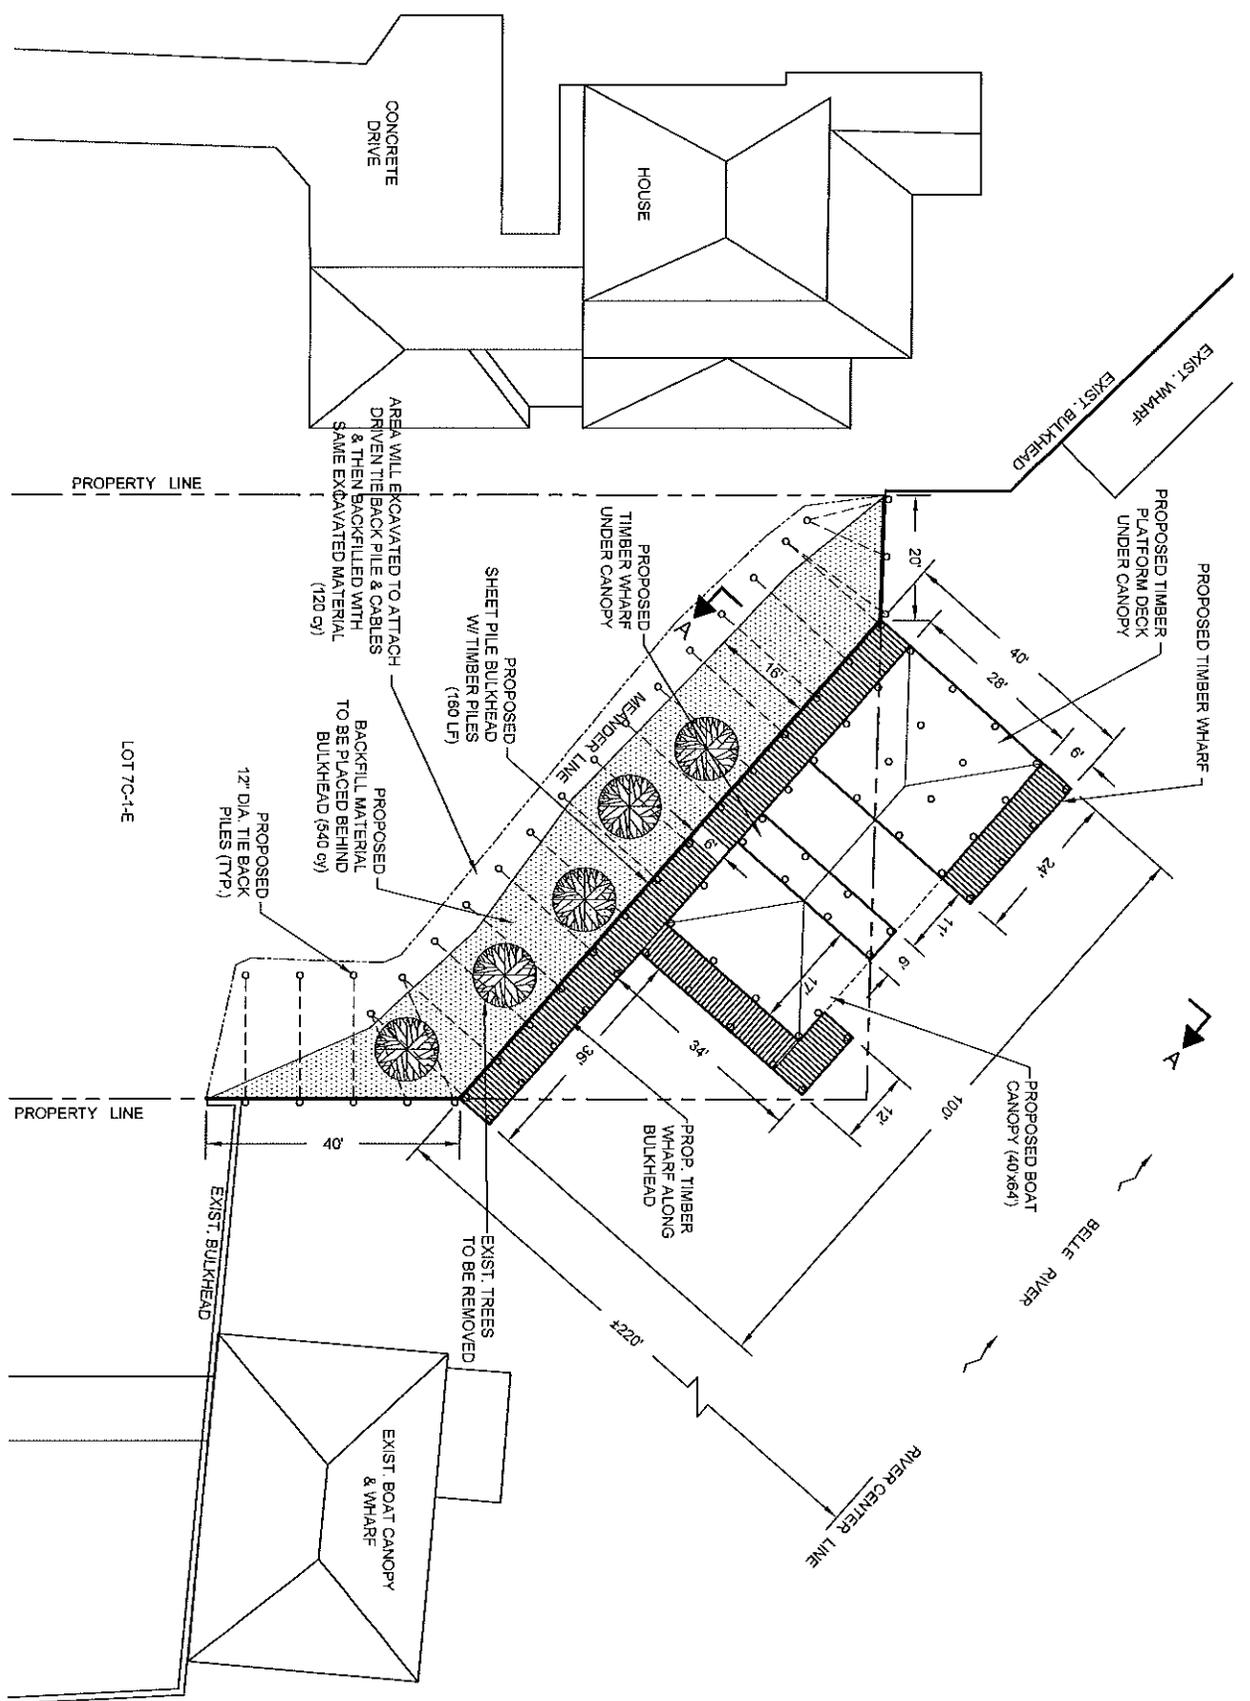 CONCRETE
DRIVE
HOUSE
EXIST. WHARF
EXIST. BULKHEAD
PROPERTY LINE
AREA WILL EXCAVATED TO ATTACH
DRIVEN TIE BACK PILE & CABLES
& THEN BACKFILLED WITH
SAME EXCAVATED MATERIAL
(120 cy)
PROPOSED
TIMBER WHARF
UNDER CANOPY
PROPOSED TIMBER
PLATFORM DECK
UNDER CANOPY
PROPOSED TIMBER WHARF
20'
40'
28'
6'
A
16'
PROPOSED
SHEET PILE BULKHEAD
W/ TIMBER PILES
(160 LF)
MEANDER LINE
6'
24'
11'
6'
17'
PROPOSED
BACKFILL MATERIAL
TO BE PLACED BEHIND
BULKHEAD (540 cy)
LOT 7C-1-E
PROPOSED
12" DIA. TIE BACK
PILES (TYP.)
34'
36'
12'
100'
A
PROPOSED BOAT
CANOPY (40'x64')
PROPERTY LINE
40'
PROP. TIMBER
WHARF ALONG
BULKHEAD
EXIST. TREES
TO BE REMOVED
BELLE RIVER
EXIST. BULKHEAD
±220'
RIVER CENTER LINE
EXIST. BOAT CANOPY
& WHARF